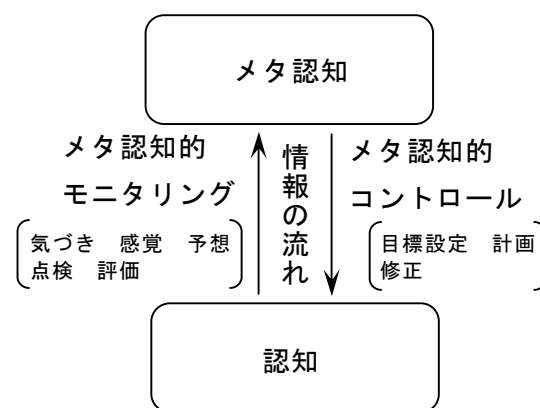 メタ認知
メタ認知的
モニタリング
気づき 感覚 予想
点検 評価
情報の流れ
メタ認知的
コントロール
目標設定 計画
修正
認知